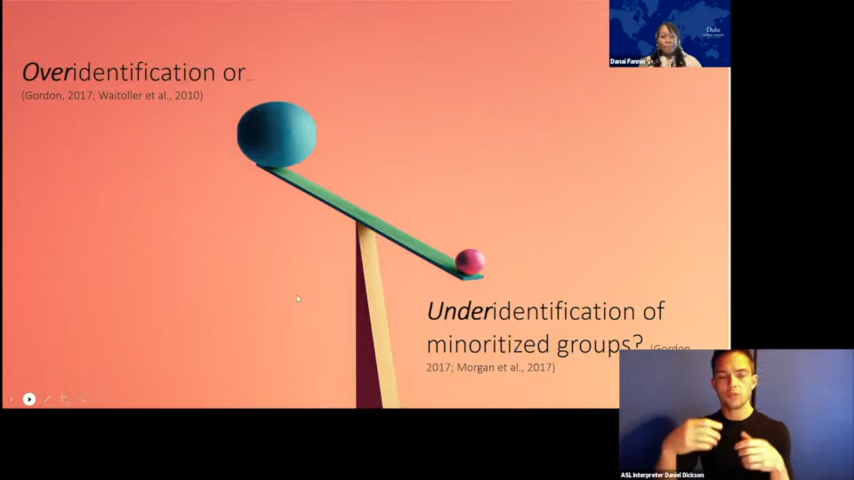 Overidentification or...
(Gordon, 2017; Waitoller et al., 2010)
Duke
Danai Fannin
Underidentification of
minoritized groups? (Gordon,
2017; Morgan et al., 2017)
ASL Interpreter Daniel Dickson